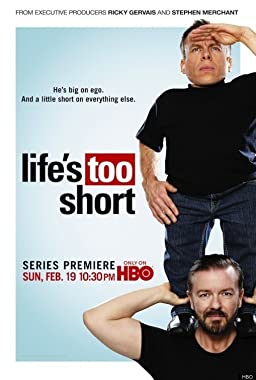 FROM EXECUTIVE PRODUCERS RICKY GERVAIS AND STEPHEN MERCHANT
He's big on ego.
And a little short on everything else.
life's too
short
SERIES PREMIERE
SUN, FEB. 19 10:30PM
ONLY ON
HBO
HBO